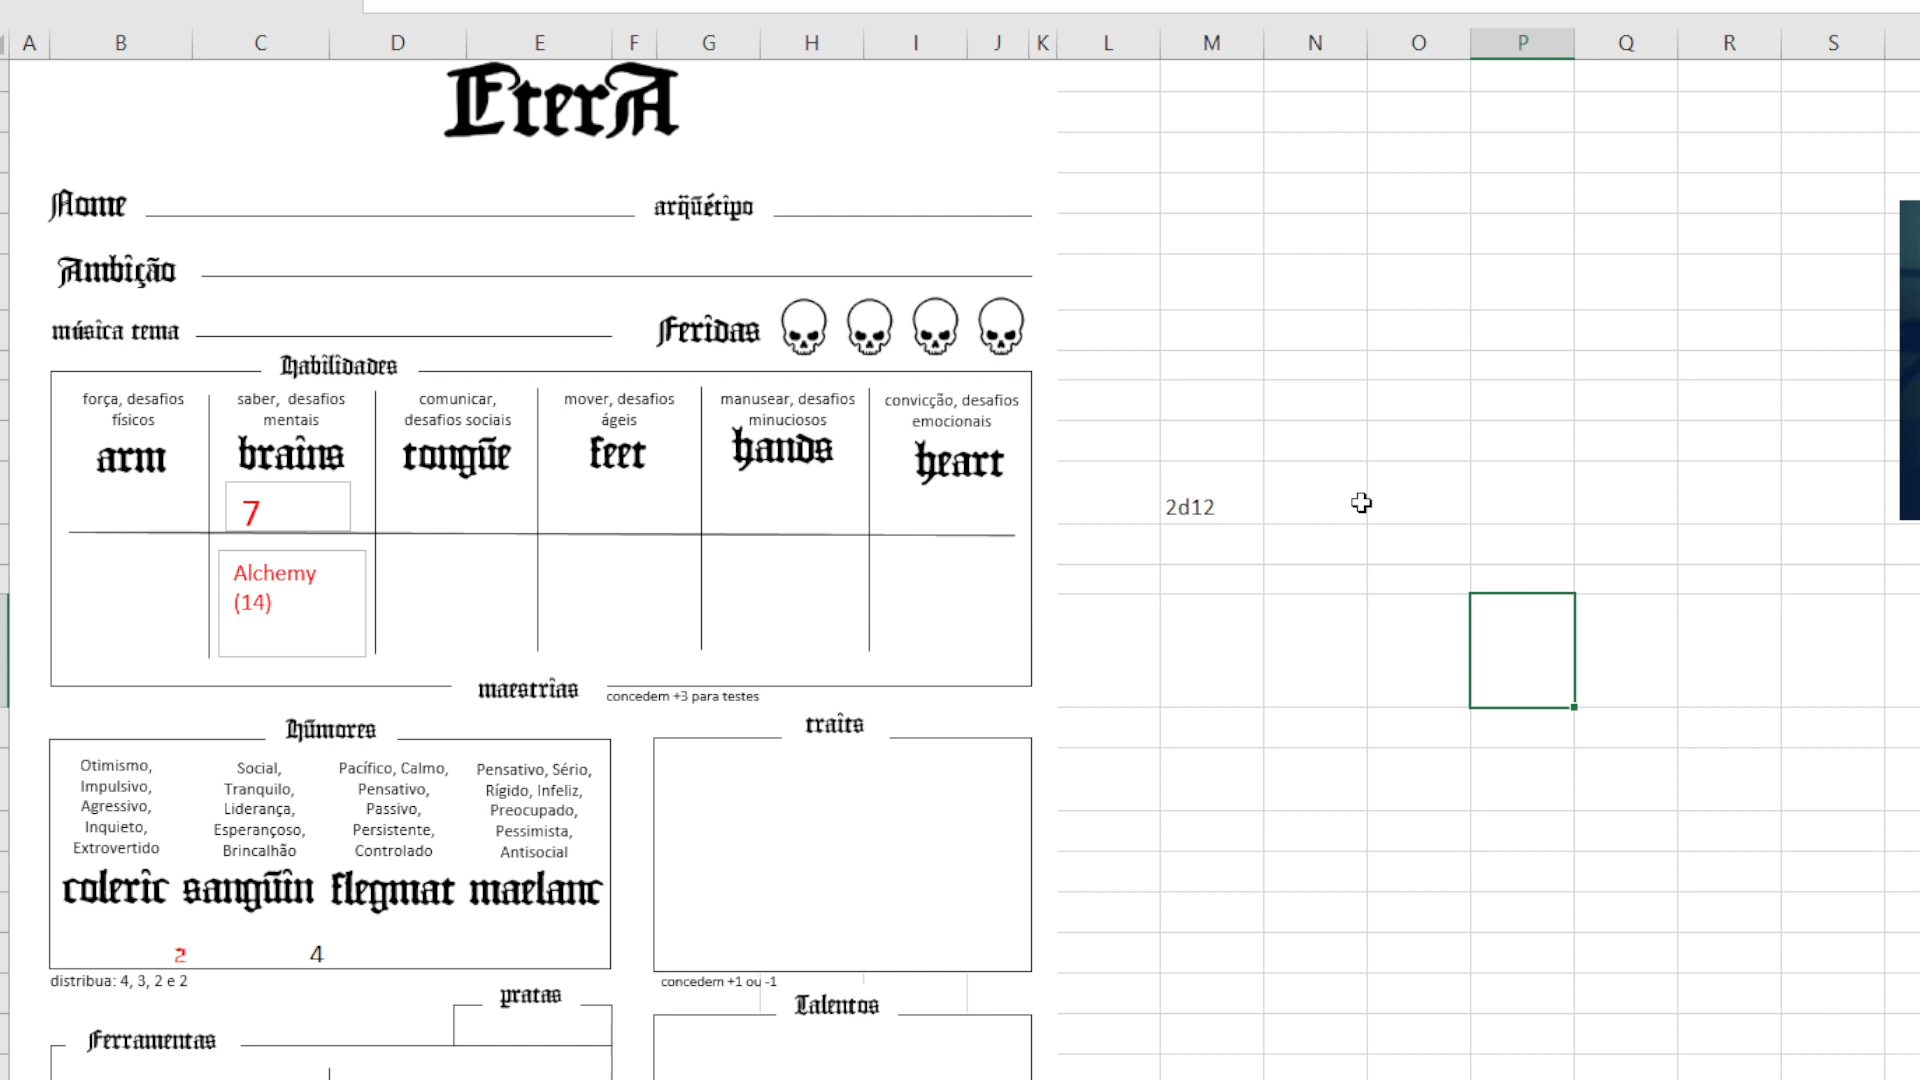 A B C D E F G H I J K L M N O P Q R S
EterA
Nome arqũétipo
Ambição
música tema Feridas
Habilidades
força, desafios físicos
saber, desafios mentais
comunicar, desafios sociais
mover, desafios ágeis
manusear, desafios minuciosos
convicção, desafios emocionais
arm brains tongũe feet hands heart
7
2d12
Alchemy
(14)
maestrias concedem +3 para testes
Hũmores
traits
Otimismo,
Impulsivo,
Agressivo,
Inquieto,
Extrovertido
Social,
Tranquilo,
Liderança,
Esperançoso,
Brincalhão
Pacífico, Calmo,
Pensativo,
Passivo,
Persistente,
Controlado
Pensativo, Sério,
Rígido, Infeliz,
Preocupado,
Pessimista,
Antisocial
coleric sangũin flegmat maelanc
2 4
distribua: 4, 3, 2 e 2
concedem +1 ou -1
pratas
Talentos
Ferramentas